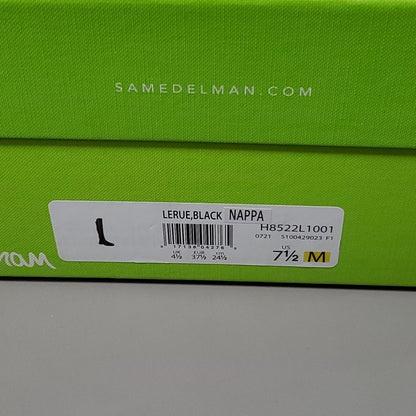 SAMEDELMAN.COM
LERUE,BLACK NAPPA
H8522L1001
0721 5100429023 F1
UK EUR CM
4½ 37½ 24½
US
7½ M